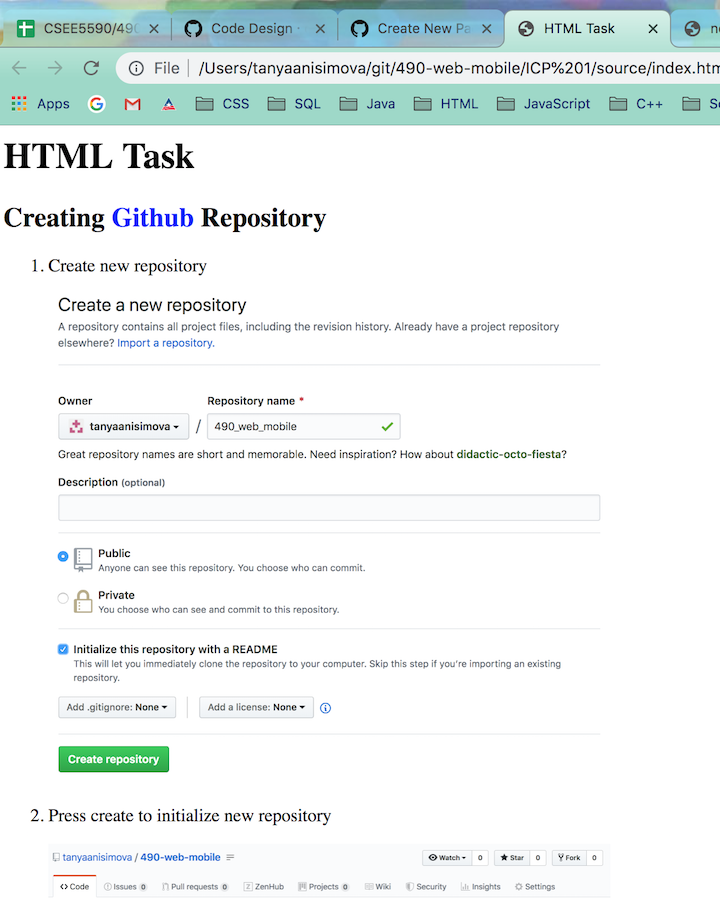 CSEE5590/490
Code Design
Create New Pa
HTML Task
File | /Users/tanyaanisimova/git/490-web-mobile/ICP%201/source/index.htm
Apps
CSS
SQL
Java
HTML
JavaScript
C++
HTML Task
Creating Github Repository
1. Create new repository
Create a new repository
A repository contains all project files, including the revision history. Already have a project repository
elsewhere? Import a repository.
Owner Repository name *
tanyaanisimova / 490_web_mobile
Great repository names are short and memorable. Need inspiration? How about didactic-octo-fiesta?
Description (optional)
Public
Anyone can see this repository. You choose who can commit.
Private
You choose who can see and commit to this repository.
Initialize this repository with a README
This will let you immediately clone the repository to your computer. Skip this step if you're importing an existing
repository.
Add .gitignore: None Add a license: None
Create repository
2. Press create to initialize new repository
tanyaanisimova / 490-web-mobile Watch 0 Star 0 Fork 0
Code Issues 0 Pull requests 0 ZenHub Projects 0 Wiki Security Insights Settings